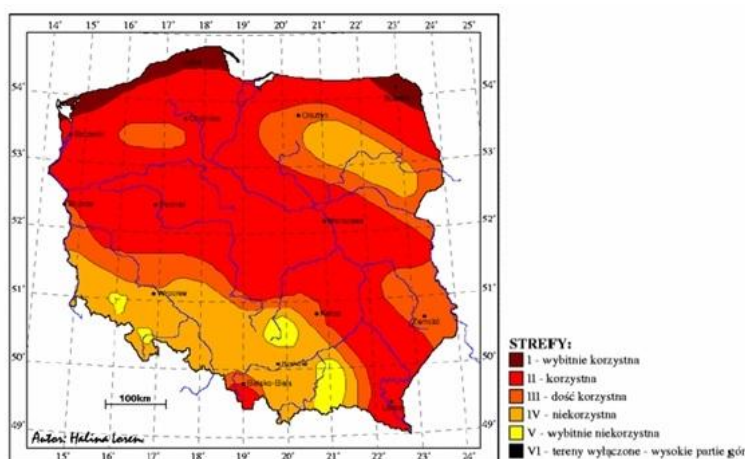 14° 15° 16° 17° 18° 19° 20° 21° 22° 23° 24°
54°
54°
Olsztyn
53°
53°
Poznań
Warszawa
52°
52°
Wrocław
51°
51°
Kielce
Zamość
50°
50°
Kraków
Bielsko-Biała
100km
49°
49°
Autor: Halina Lorenc
15° 16° 17° 18° 19° 20° 21° 22° 23°
STREFY:
I - wybitnie korzystna
II - korzystna
III - dość korzystna
IV - niekorzystna
V - wybitnie niekorzystna
VI - tereny wyłączone - wysokie partie gór